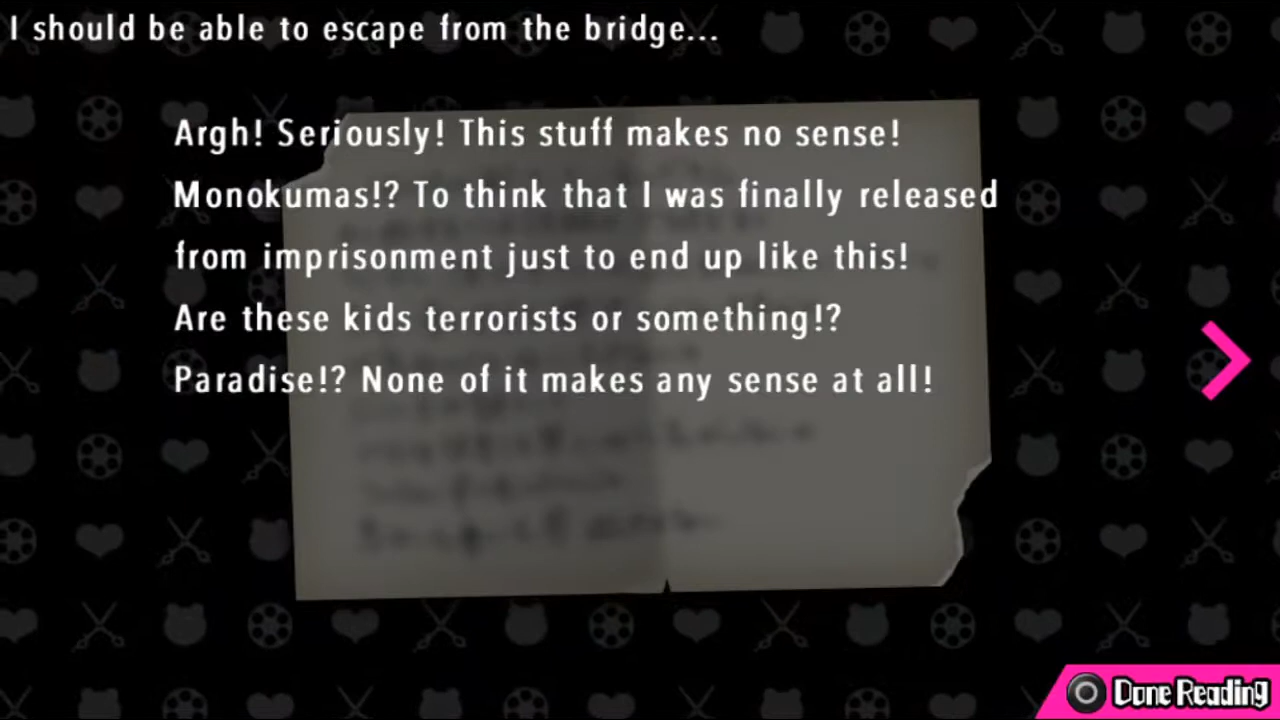 I should be able to escape from the bridge...
Argh! Seriously! This stuff makes no sense!
Monokumas!? To think that I was finally released
from imprisonment just to end up like this!
Are these kids terrorists or something!?
Paradise!? None of it makes any sense at all!
Done Reading